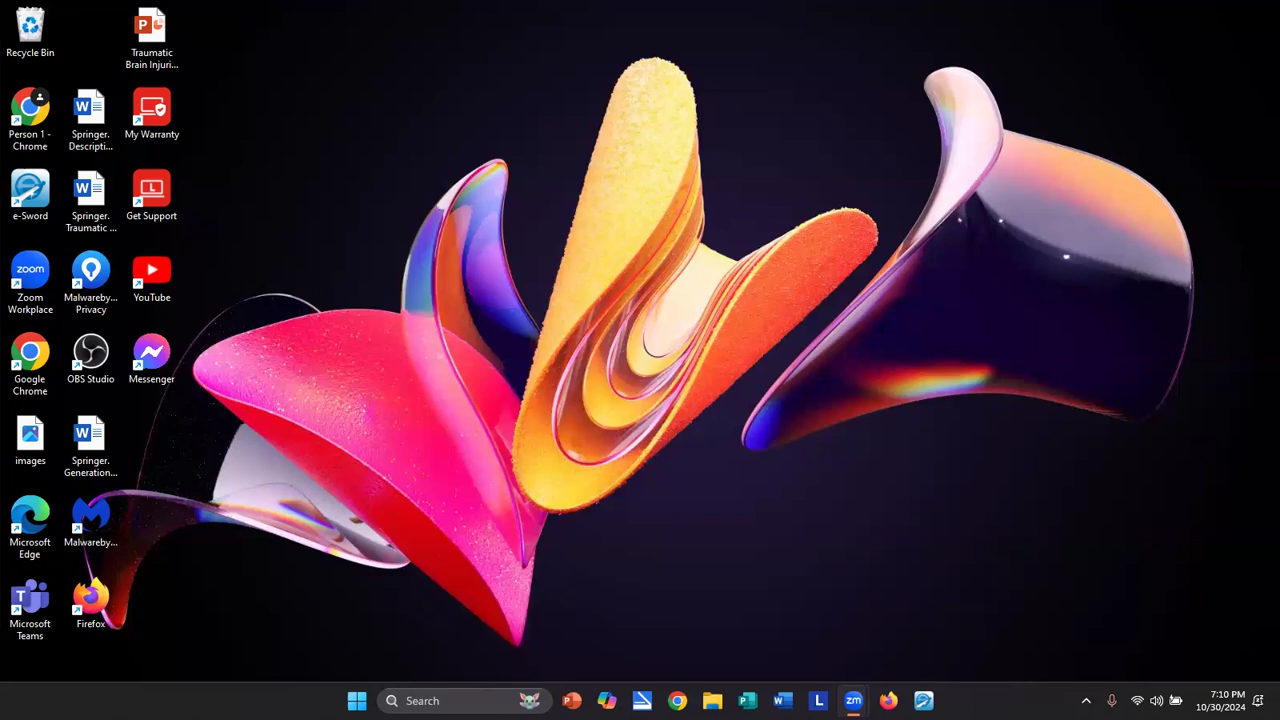 Recycle Bin
Traumatic
Brain Injuri...
Person 1 -
Chrome
Springer.
Descripti...
My Warranty
e-Sword
Springer.
Traumatic ...
Get Support
zoom
Zoom
Workplace
Malwareby...
Privacy
YouTube
Google
Chrome
OBS Studio
Messenger
images
Springer.
Generation...
Microsoft
Edge
Malwareby...
Microsoft
Teams
Firefox
Search
zm
7:10 PM
10/30/2024